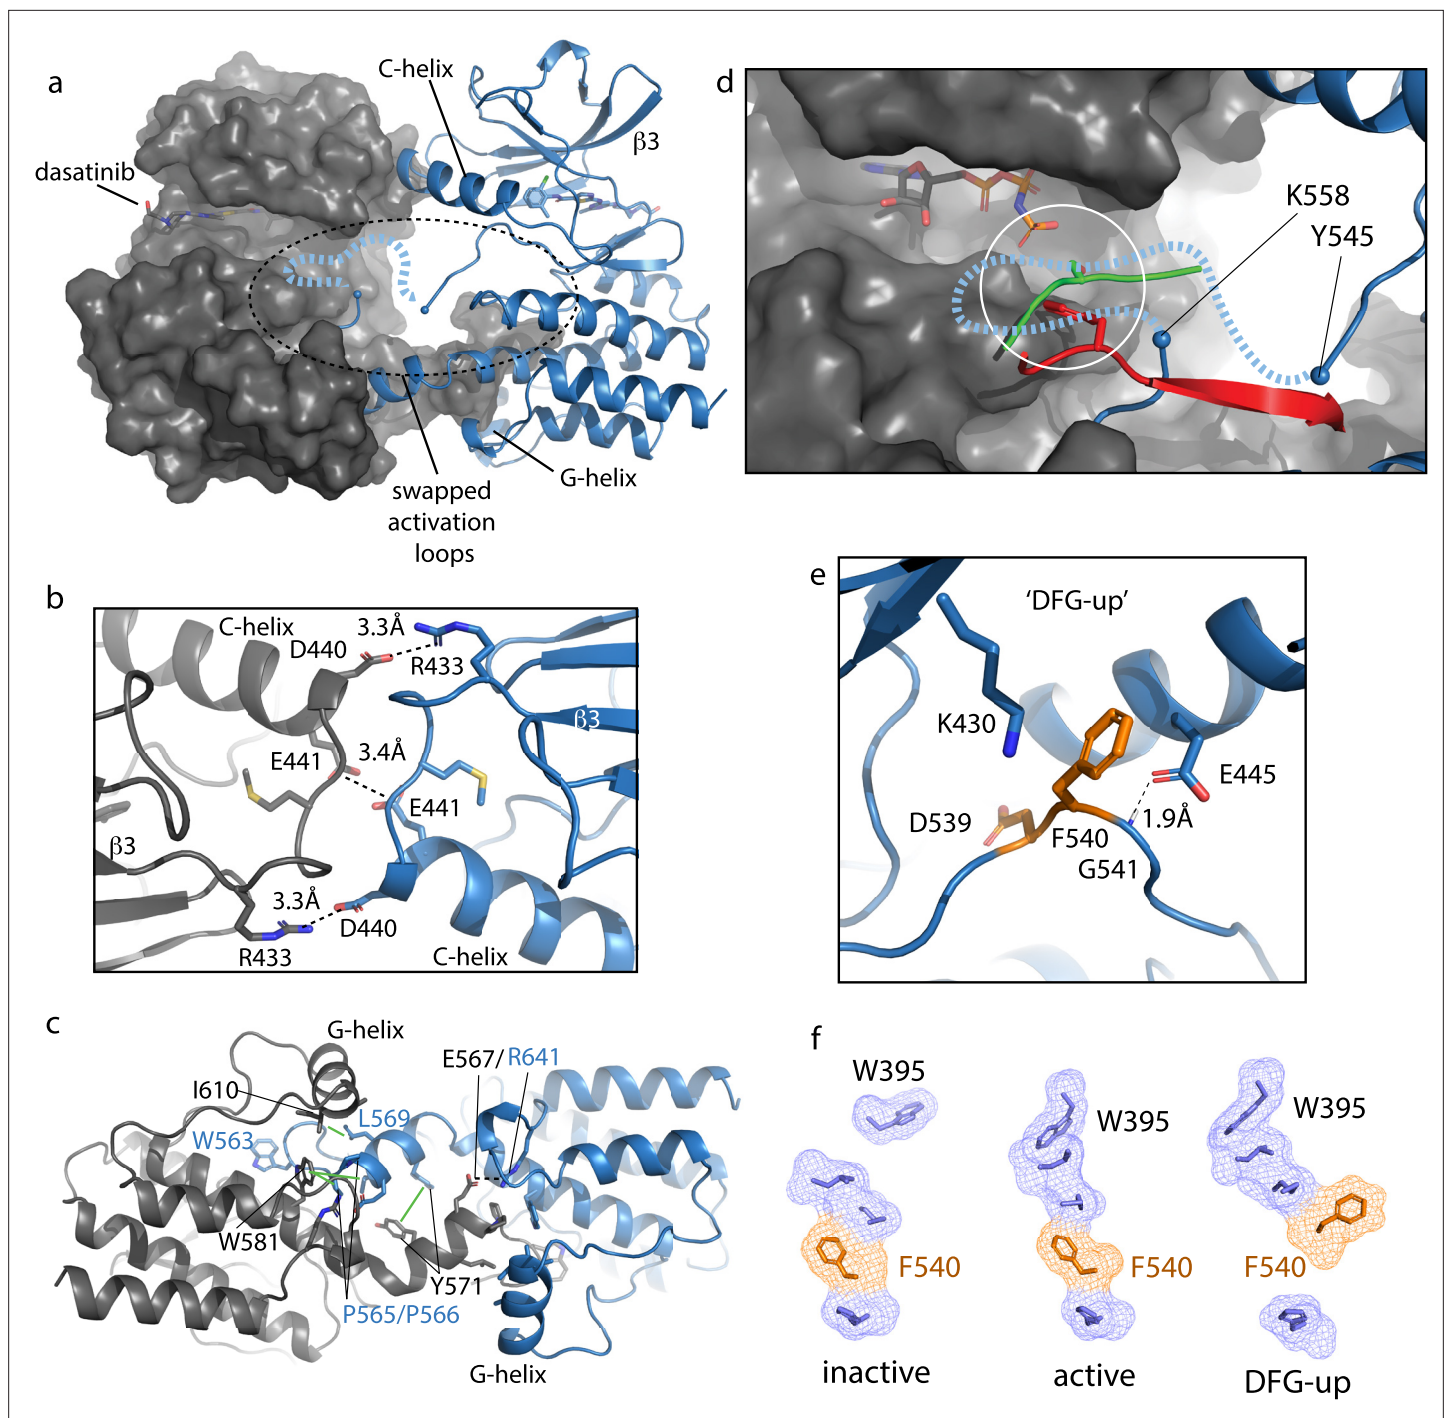 a
C-helix
β3
dasatinib
G-helix
swapped
activation
loops
d
K558
Y545
b
C-helix
3.3Å
D440
R433
β3
E441
3.4Å
E441
β3
3.3Å
D440
R433
C-helix
e
'DFG-up'
K430
E445
D539
1.9Å
F540
G541
c
G-helix
E567/R641
I610
L569
W563
W581
Y571
P565/P566
G-helix
f
W395
W395
W395
F540
F540
F540
inactive
active
DFG-up